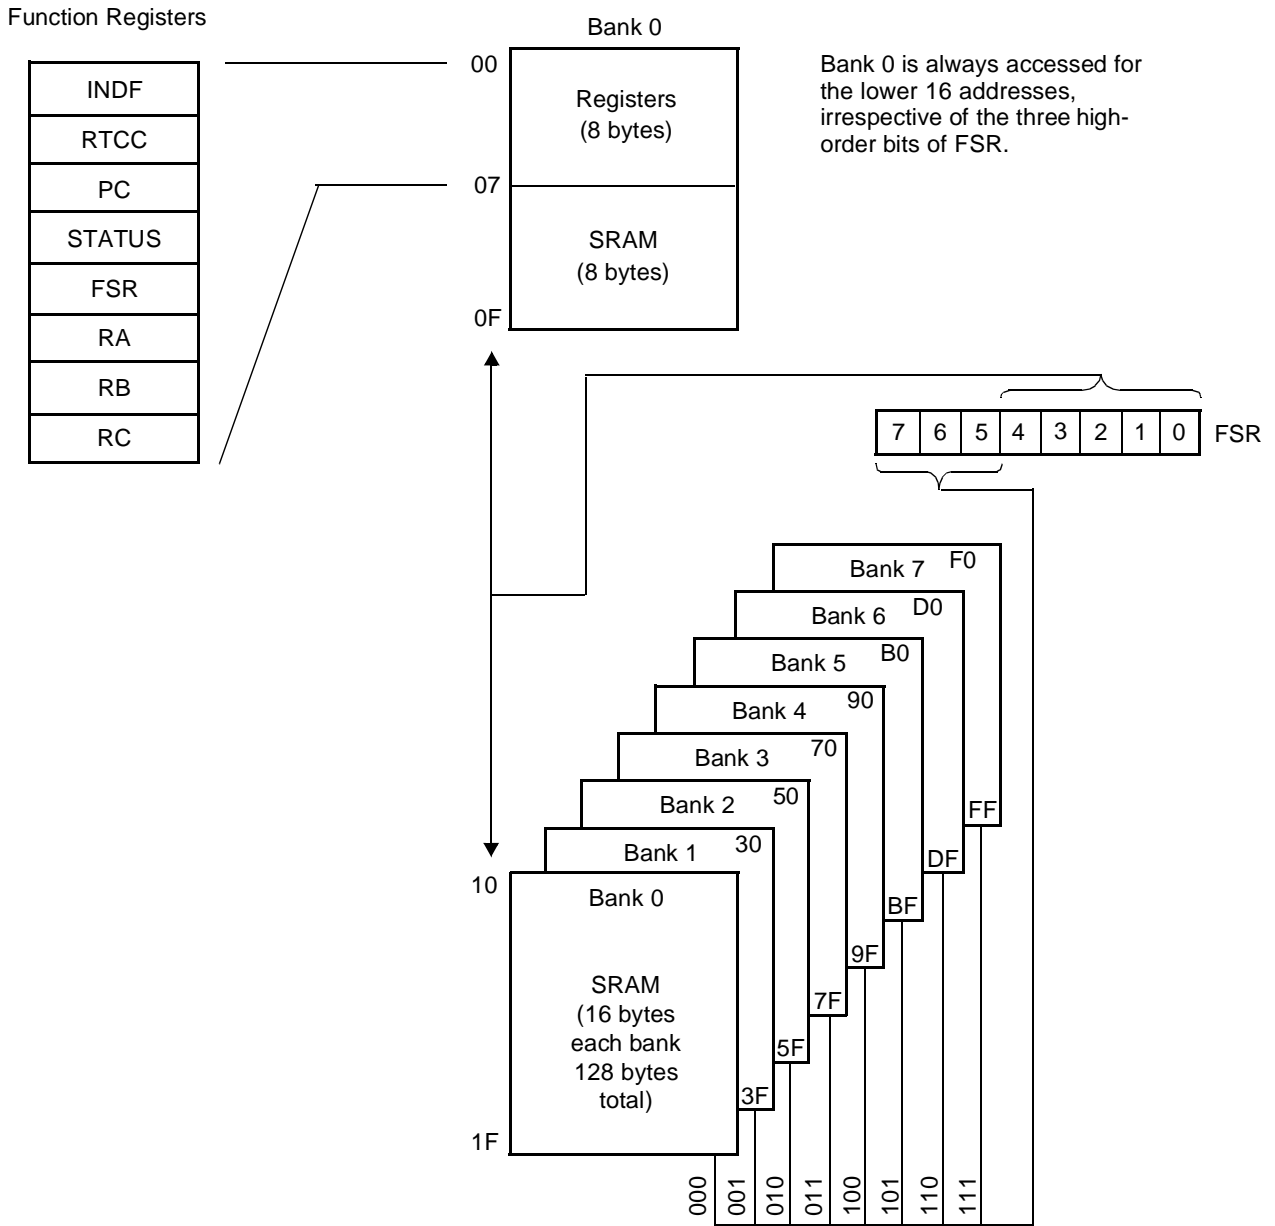 Function Registers
INDF
RTCC
PC
STATUS
FSR
RA
RB
RC
Bank 0
00
Registers
(8 bytes)
07
SRAM
(8 bytes)
0F
Bank 0 is always accessed for
the lower 16 addresses,
irrespective of the three high-
order bits of FSR.
7 6 5 4 3 2 1 0 FSR
Bank 7 F0
Bank 6 D0
Bank 5 B0
Bank 4 90
Bank 3 70
Bank 2 50
Bank 1 30
10
Bank 0
SRAM
(16 bytes
each bank
128 bytes
total)
1F
3F
5F
7F
9F
BF
DF
FF
000
001
010
011
100
101
110
111